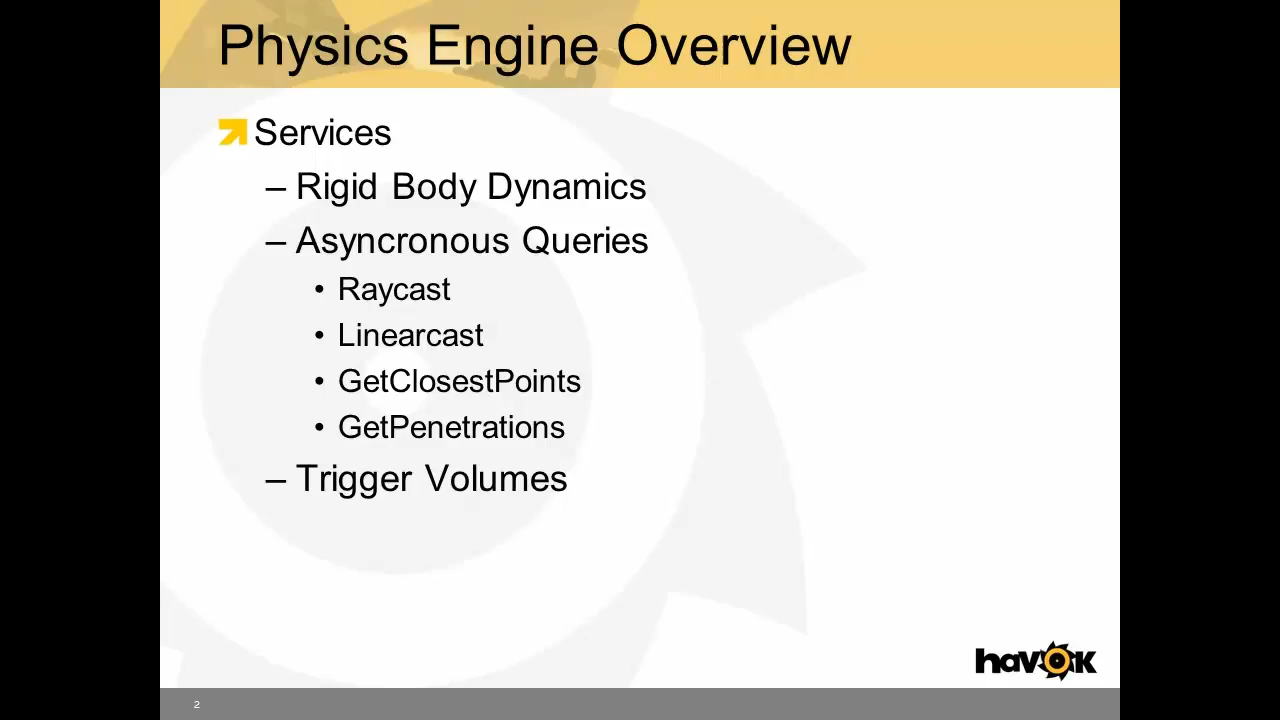 Physics Engine Overview
Services
– Rigid Body Dynamics
– Asyncronous Queries
• Raycast
• Linearcast
• GetClosestPoints
• GetPenetrations
– Trigger Volumes
havok
2